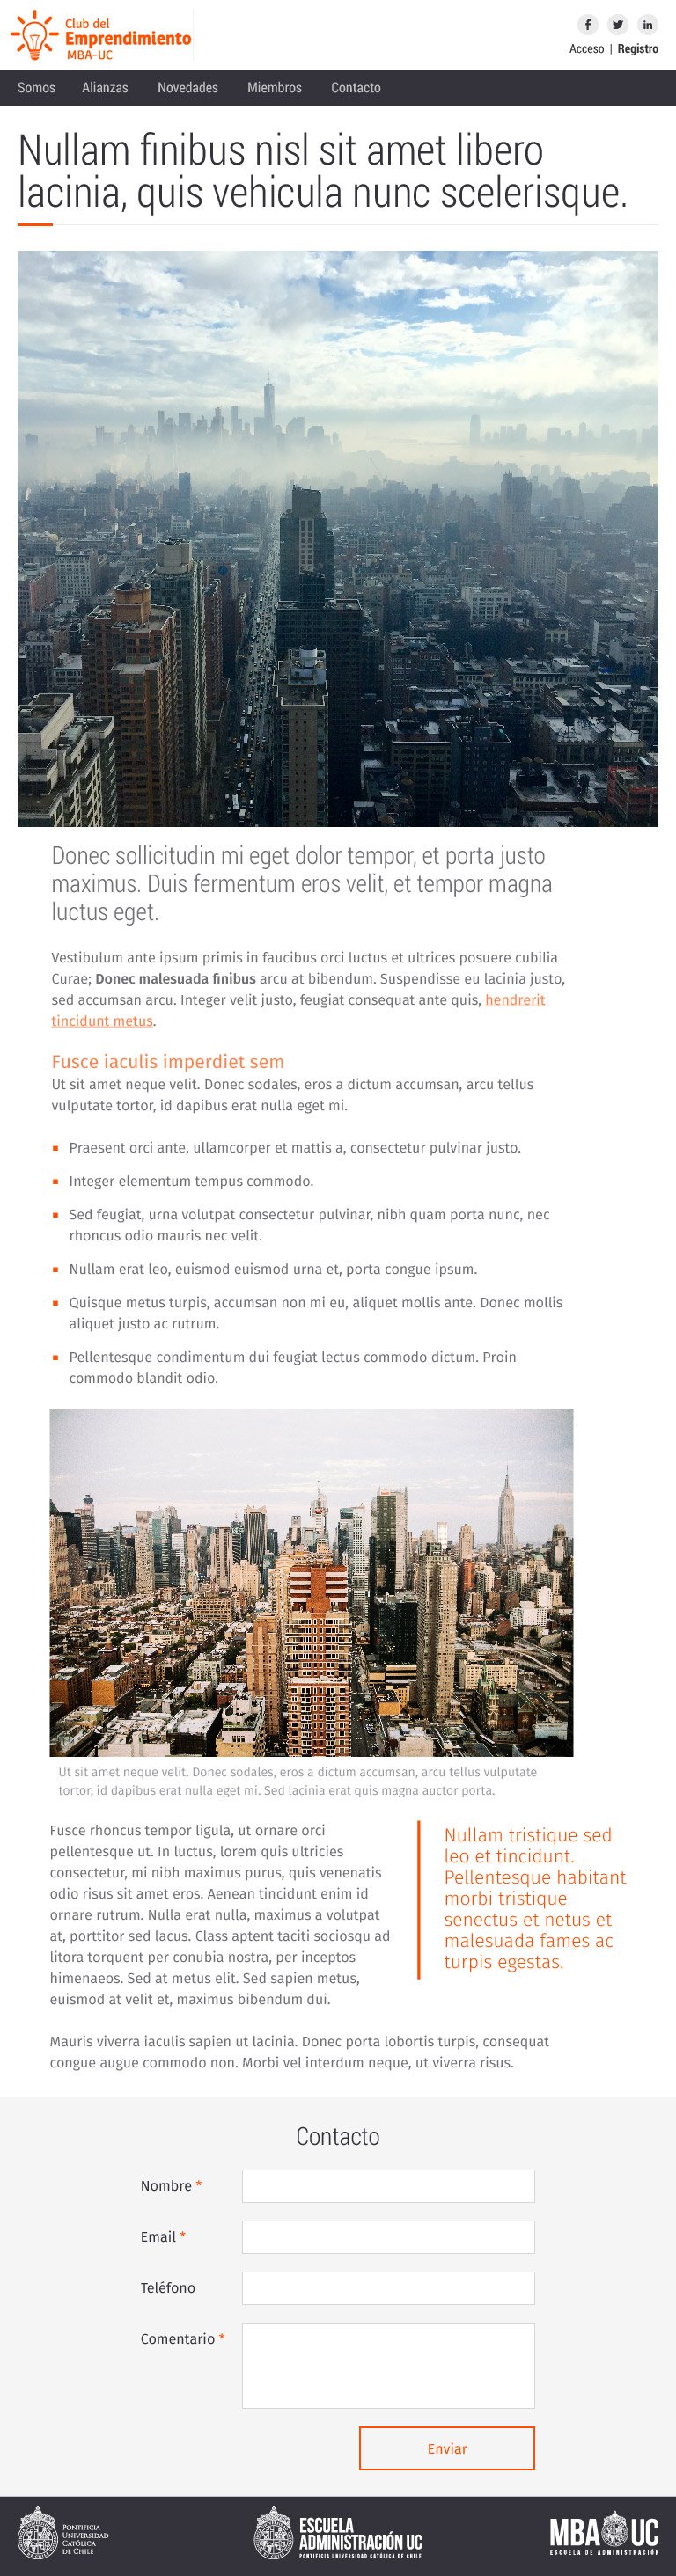 Club del
Emprendimiento
MBA-UC
Acceso | Registro
Somos Alianzas Novedades Miembros Contacto
Nullam finibus nisl sit amet libero
lacinia, quis vehicula nunc scelerisque.
Donec sollicitudin mi eget dolor tempor, et porta justo
maximus. Duis fermentum eros velit, et tempor magna
luctus eget.
Vestibulum ante ipsum primis in faucibus orci luctus et ultrices posuere cubilia
Curae; Donec malesuada finibus arcu at bibendum. Suspendisse eu lacinia justo,
sed accumsan arcu. Integer velit justo, feugiat consequat ante quis, hendrerit
tincidunt metus.
Fusce iaculis imperdiet sem
Ut sit amet neque velit. Donec sodales, eros a dictum accumsan, arcu tellus
vulputate tortor, id dapibus erat nulla eget mi.
Praesent orci ante, ullamcorper et mattis a, consectetur pulvinar justo.
Integer elementum tempus commodo.
Sed feugiat, urna volutpat consectetur pulvinar, nibh quam porta nunc, nec
rhoncus odio mauris nec velit.
Nullam erat leo, euismod euismod urna et, porta congue ipsum.
Quisque metus turpis, accumsan non mi eu, aliquet mollis ante. Donec mollis
aliquet justo ac rutrum.
Pellentesque condimentum dui feugiat lectus commodo dictum. Proin
commodo blandit odio.
Ut sit amet neque velit. Donec sodales, eros a dictum accumsan, arcu tellus vulputate
tortor, id dapibus erat nulla eget mi. Sed lacinia erat quis magna auctor porta.
Fusce rhoncus tempor ligula, ut ornare orci
pellentesque ut. In luctus, lorem quis ultricies
consectetur, mi nibh maximus purus, quis venenatis
odio risus sit amet eros. Aenean tincidunt enim id
ornare rutrum. Nulla erat nulla, maximus a volutpat
at, porttitor sed lacus. Class aptent taciti sociosqu ad
litora torquent per conubia nostra, per inceptos
himenaeos. Sed at metus elit. Sed sapien metus,
euismod at velit et, maximus bibendum dui.
Nullam tristique sed
leo et tincidunt.
Pellentesque habitant
morbi tristique
senectus et netus et
malesuada fames ac
turpis egestas.
Mauris viverra iaculis sapien ut lacinia. Donec porta lobortis turpis, consequat
congue augue commodo non. Morbi vel interdum neque, ut viverra risus.
Contacto
Nombre *
Email *
Teléfono
Comentario *
Enviar
PONTIFICIA
UNIVERSIDAD
CATÓLICA
DE CHILE
ESCUELA
ADMINISTRACIÓN UC
PONTIFICIA UNIVERSIDAD CATÓLICA DE CHILE
MBA UC
ESCUELA DE ADMINISTRACIÓN